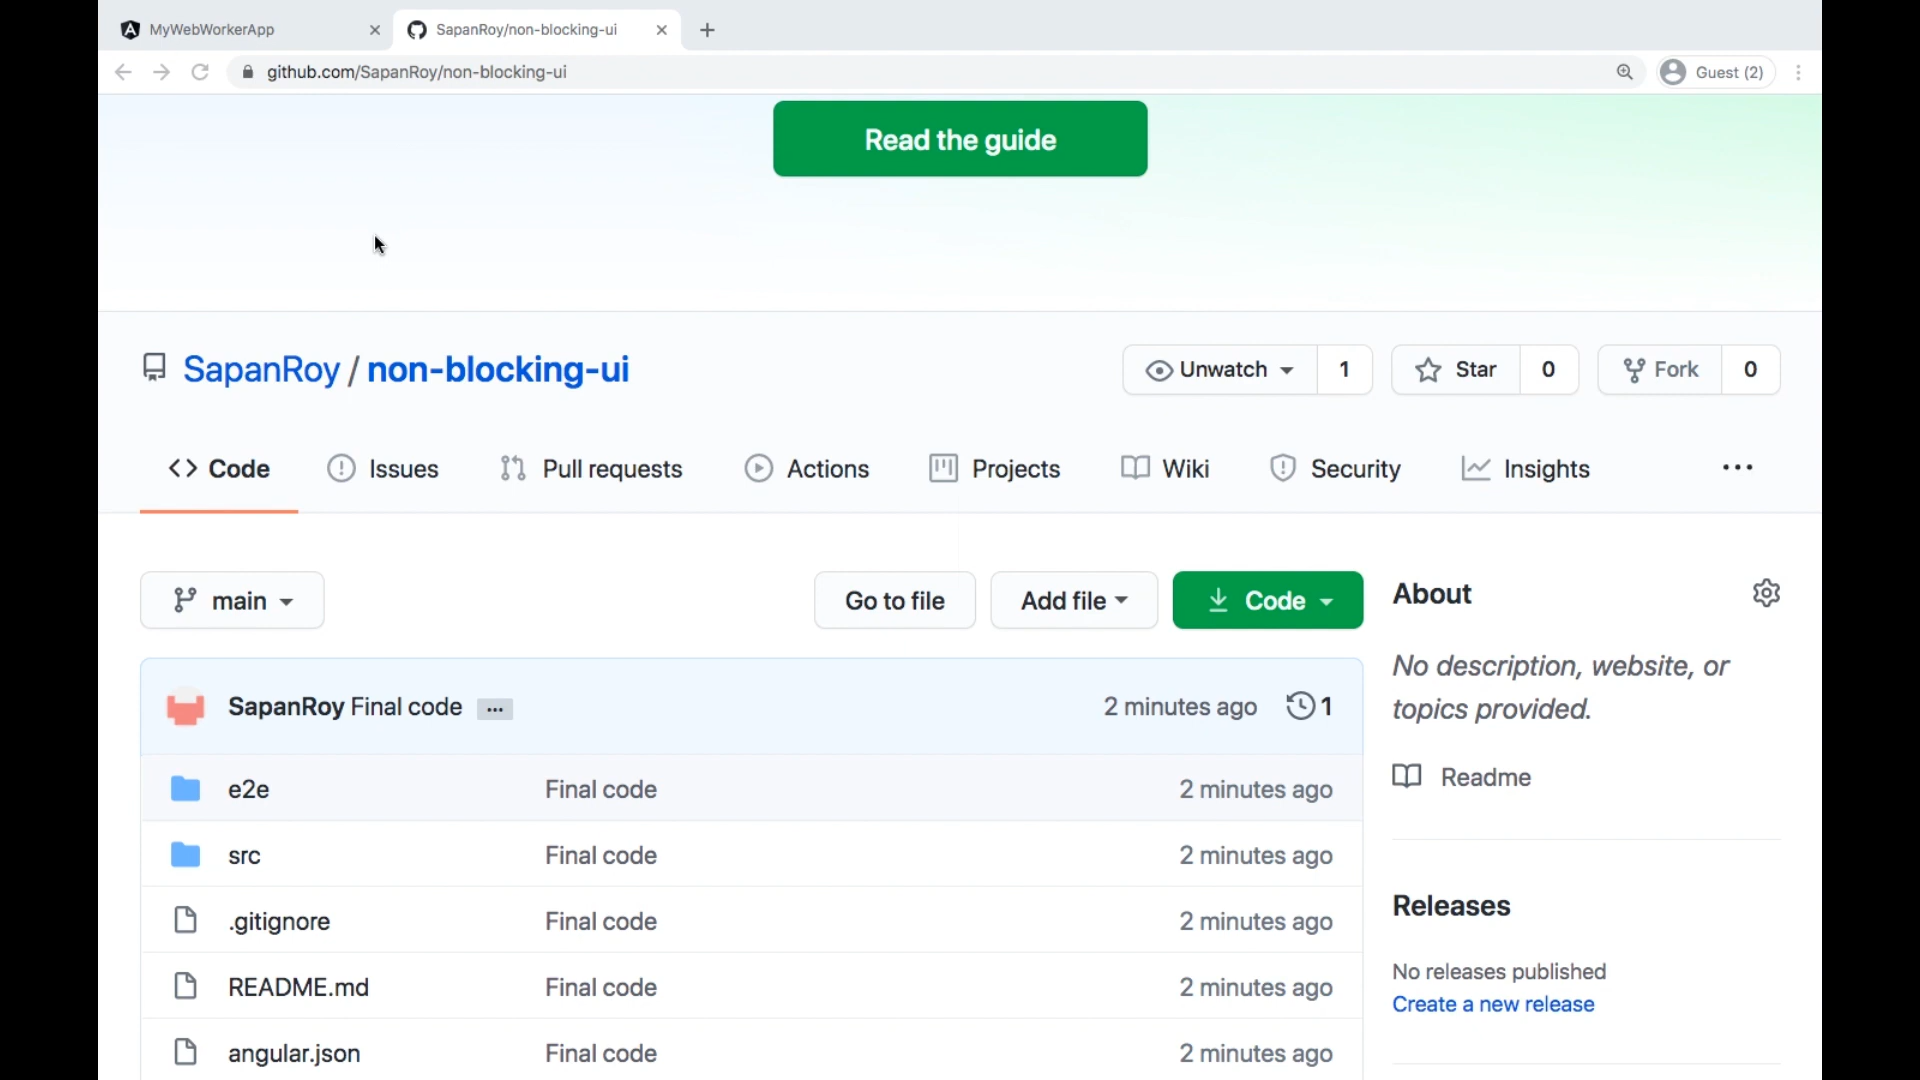 MyWebWorkerApp
SapanRoy/non-blocking-ui
github.com/SapanRoy/non-blocking-ui
Guest (2)
Read the guide
SapanRoy / non-blocking-ui
Unwatch 1
Star 0
Fork 0
Code
Issues
Pull requests
Actions
Projects
Wiki
Security
Insights
main
Go to file
Add file
Code
SapanRoy Final code ... 2 minutes ago 1
e2e Final code 2 minutes ago
src Final code 2 minutes ago
.gitignore Final code 2 minutes ago
README.md Final code 2 minutes ago
angular.json Final code 2 minutes ago
About
No description, website, or
topics provided.
Readme
Releases
No releases published
Create a new release